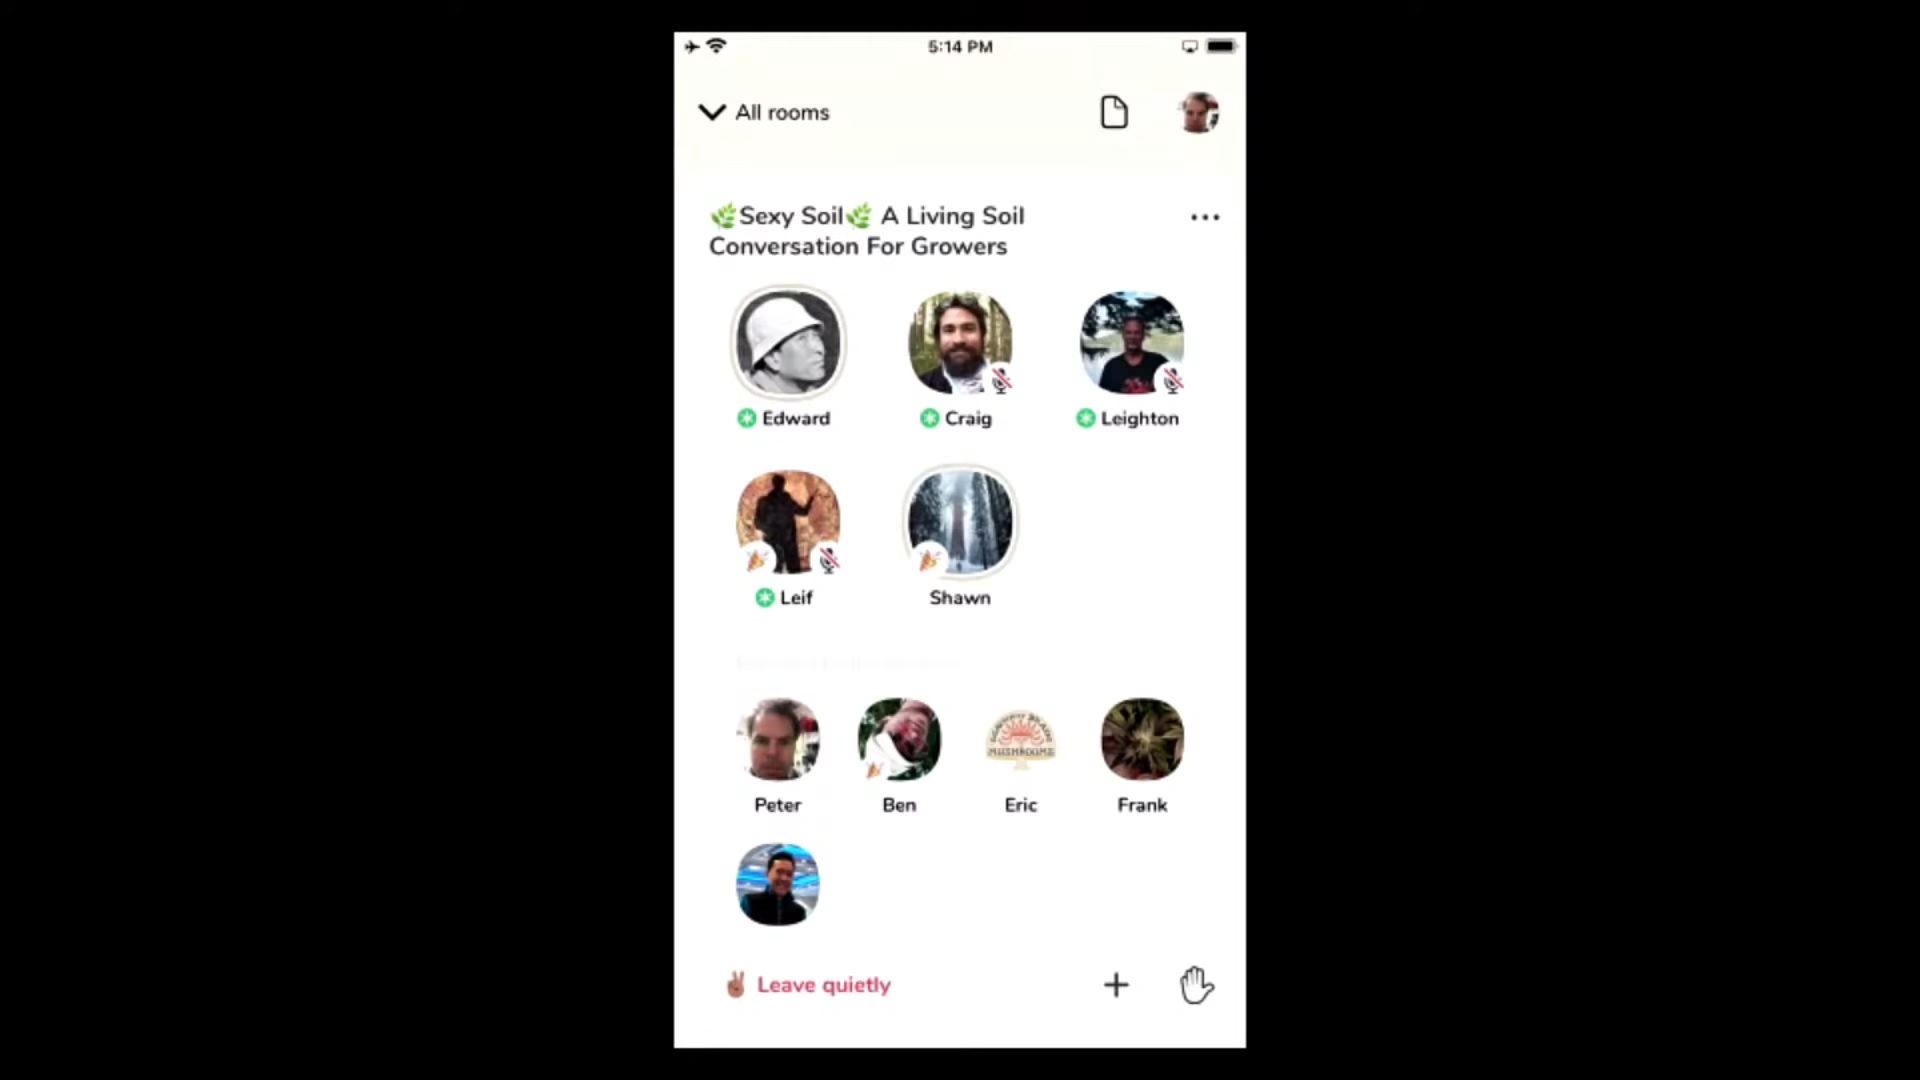 5:14 PM
All rooms
🌿Sexy Soil🌿 A Living Soil
Conversation For Growers
Edward
Craig
Leighton
Leif
Shawn
MUSHROOMS
Peter
Ben
Eric
Frank
✌🏽 Leave quietly